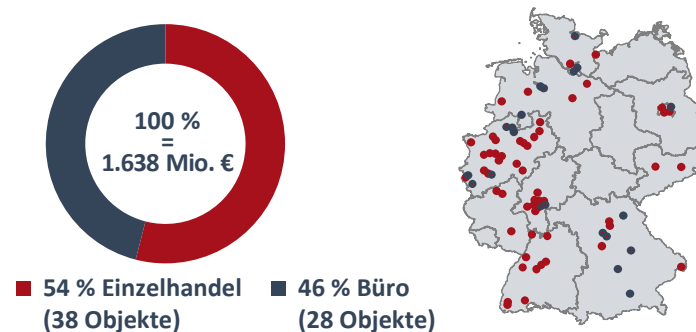 100 %
=
1.638 Mio. €
54 % Einzelhandel
(38 Objekte)
46 % Büro
(28 Objekte)